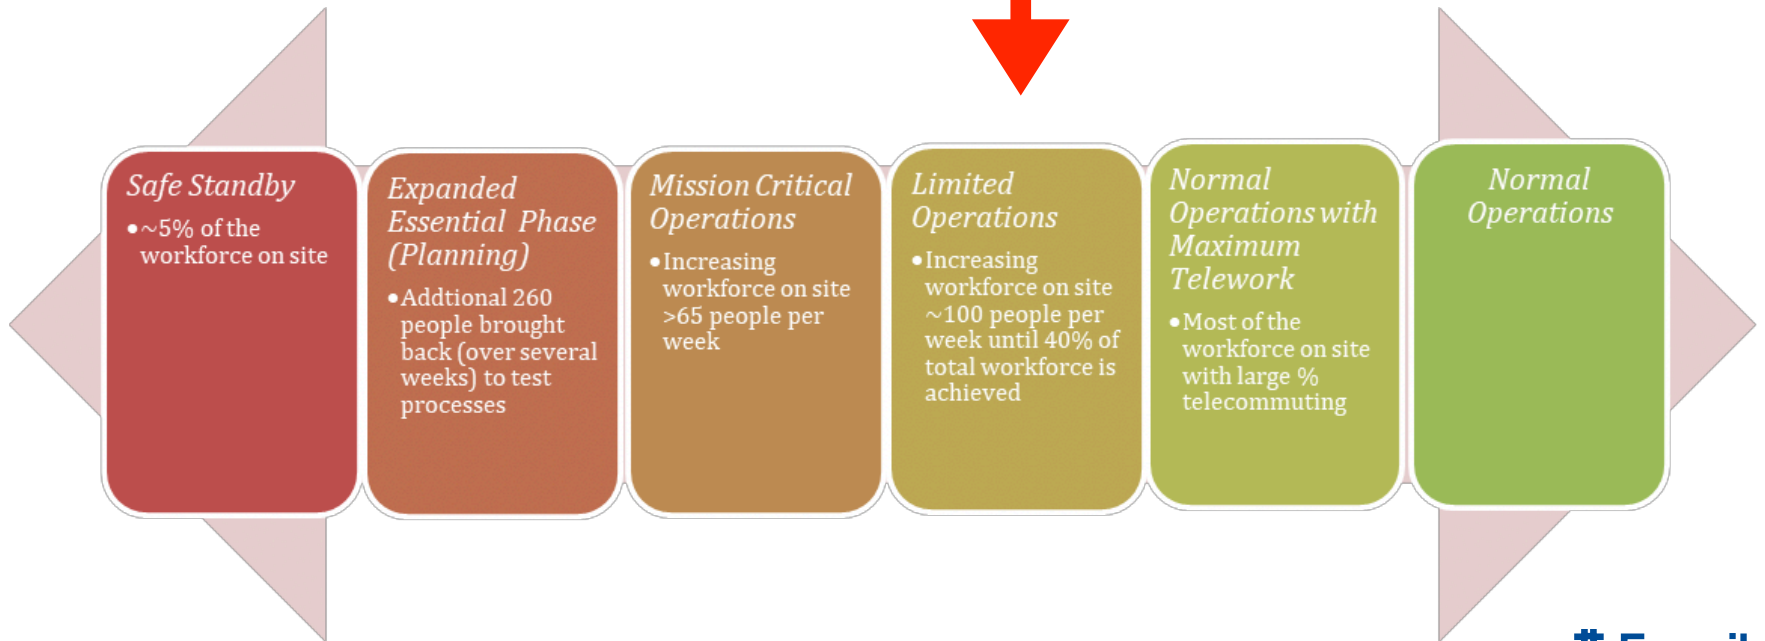 Safe Standby
•~5% of the
workforce on site
Expanded
Essential Phase
(Planning)
•Addtional 260
people brought
back (over several
weeks) to test
processes
Mission Critical
Operations
•Increasing
workforce on site
>65 people per
week
Limited
Operations
•Increasing
workforce on site
~100 people per
week until 40% of
total workforce is
achieved
Normal
Operations with
Maximum
Telework
•Most of the
workforce on site
with large %
telecommuting
Normal
Operations